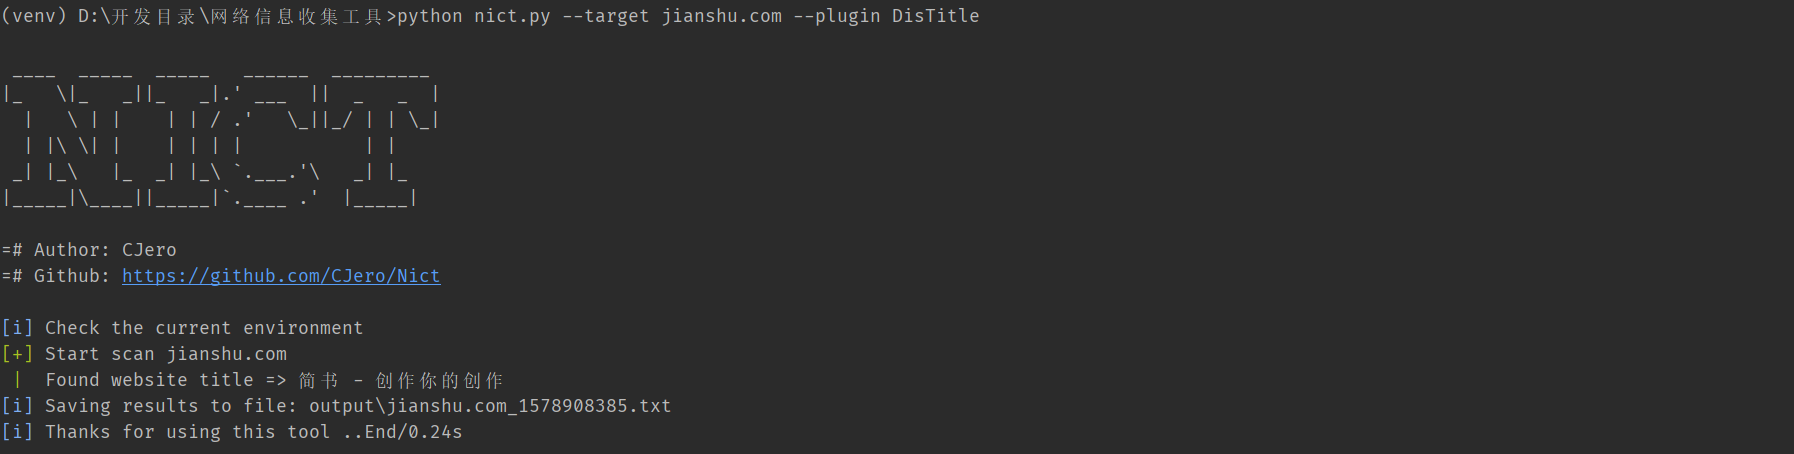 (venv) D:\开发目录\网络信息收集工具>python nict.py --target jianshu.com --plugin DisTitle
 ____  _____  _____   ______  _________
|_   \|_   _||_   _|.' ___  ||  _   _  |
  |   \ | |    | | / .'   \_||_/ | | \_|
  | |\ \| |    | | | |           | |
 _| |_\   |_  _| |_\ `.___.'\   _| |_
|_____|\____||_____|`.____ .'  |_____|
=# Author: CJero
=# Github: https://github.com/CJero/Nict
[i] Check the current environment
[+] Start scan jianshu.com
 |  Found website title => 简书 - 创作你的创作
[i] Saving results to file: output\jianshu.com_1578908385.txt
[i] Thanks for using this tool ..End/0.24s